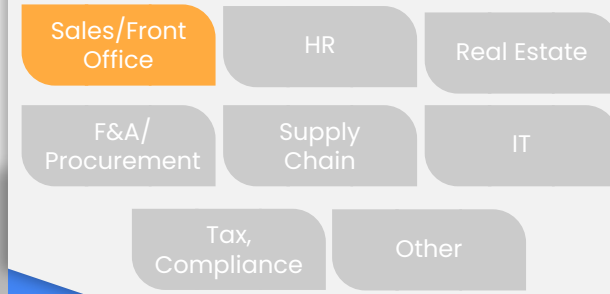 Sales/Front
Office
HR
Real Estate
F&A/
Procurement
Supply
Chain
IT
Tax,
Compliance
Other